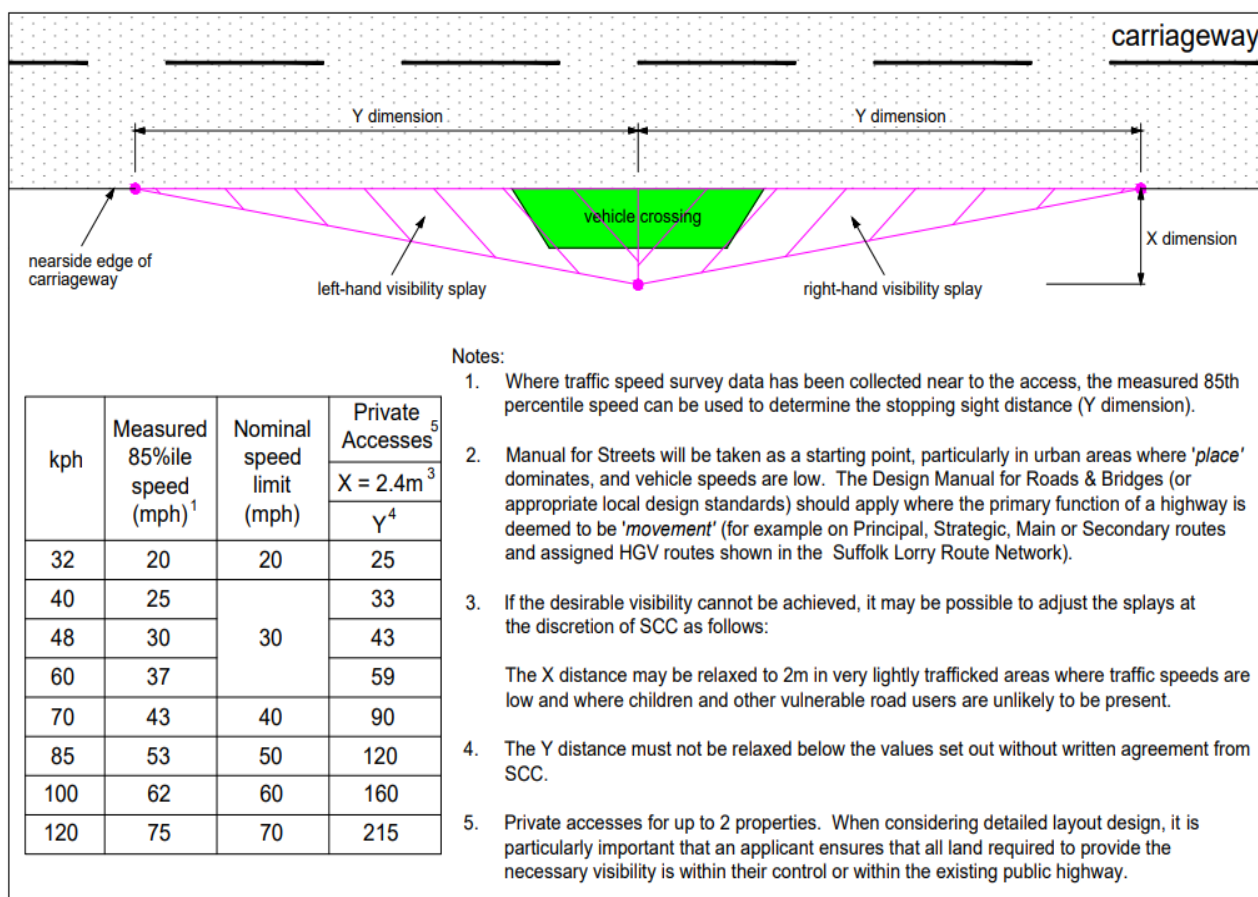 carriageway
Y dimension
Y dimension
vehicle crossing
X dimension
nearside edge of
carriageway
left-hand visibility splay
right-hand visibility splay
kph
Measured
85%ile
speed
(mph)1
Nominal
speed
limit
(mph)
Private
Accesses5
X = 2.4m3
Y4
32 20 20 25
40 25 33
48 30 30 43
60 37 59
70 43 40 90
85 53 50 120
100 62 60 160
120 75 70 215
Notes:
1. Where traffic speed survey data has been collected near to the access, the measured 85th
percentile speed can be used to determine the stopping sight distance (Y dimension).
2. Manual for Streets will be taken as a starting point, particularly in urban areas where 'place'
dominates, and vehicle speeds are low. The Design Manual for Roads & Bridges (or
appropriate local design standards) should apply where the primary function of a highway is
deemed to be 'movement' (for example on Principal, Strategic, Main or Secondary routes
and assigned HGV routes shown in the Suffolk Lorry Route Network).
3. If the desirable visibility cannot be achieved, it may be possible to adjust the splays at
the discretion of SCC as follows:
The X distance may be relaxed to 2m in very lightly trafficked areas where traffic speeds are
low and where children and other vulnerable road users are unlikely to be present.
4. The Y distance must not be relaxed below the values set out without written agreement from
SCC.
5. Private accesses for up to 2 properties. When considering detailed layout design, it is
particularly important that an applicant ensures that all land required to provide the
necessary visibility is within their control or within the existing public highway.